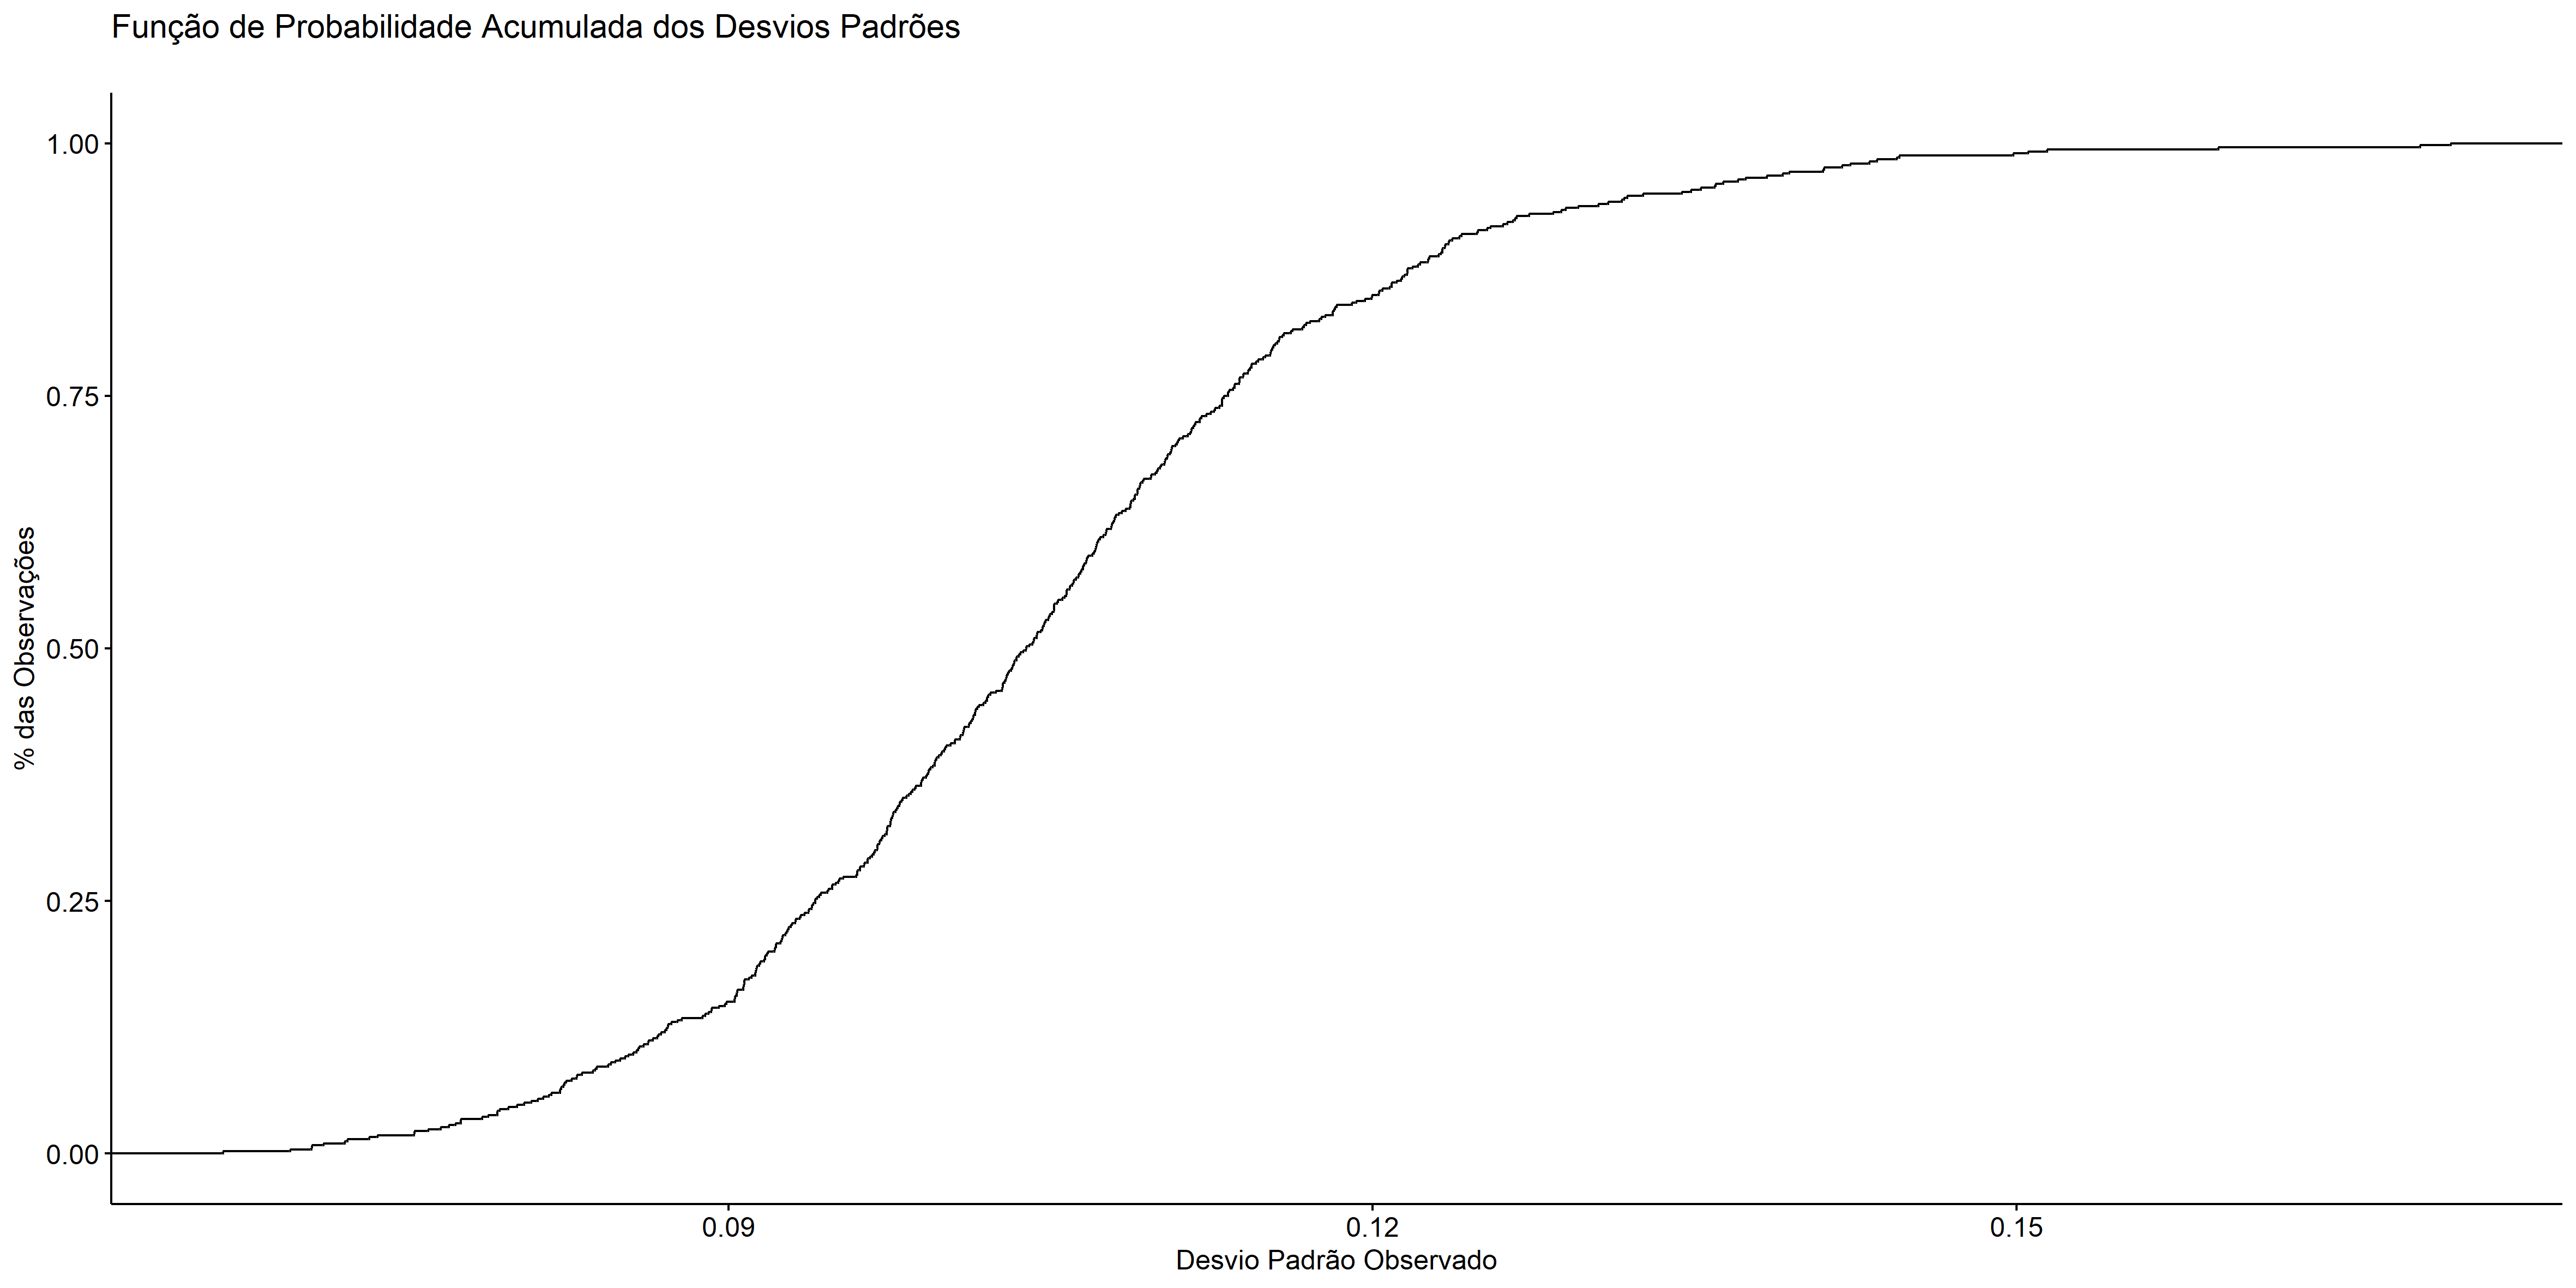 Função de Probabilidade Acumulada dos Desvios Padrões
1.00
0.75
0.50
0.25
0.00
% das Observações
0.09
0.12
0.15
Desvio Padrão Observado